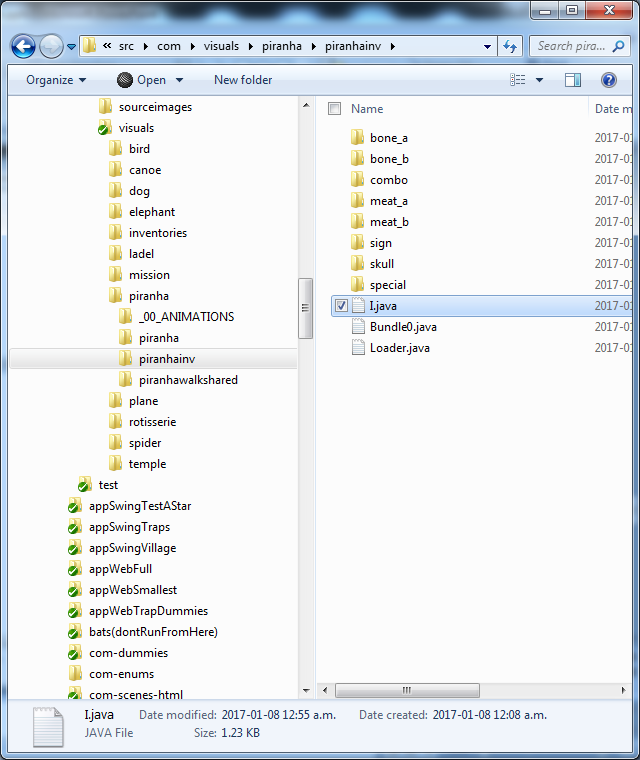 « src ▸ com ▸ visuals ▸ piranha ▸ piranhainv ▸
Search pira...
Organize Open New folder
sourceimages
visuals
bird
canoe
dog
elephant
inventories
ladel
mission
piranha
_00_ANIMATIONS
piranha
piranhainv
piranhawalkshared
plane
rotisserie
spider
temple
test
appSwingTestAStar
appSwingTraps
appSwingVillage
appWebFull
appWebSmallest
appWebTrapDummies
bats(dontRunFromHere)
com-dummies
com-enums
com-scenes-html
Name Date m
bone_a 2017-01
bone_b 2017-01
combo 2017-01
meat_a 2017-01
meat_b 2017-01
sign 2017-01
skull 2017-01
special 2017-01
I.java 2017-01
Bundle0.java 2017-01
Loader.java 2017-01
I.java Date modified: 2017-01-08 12:55 a.m. Date created: 2017-01-08 12:08 a.m.
JAVA File Size: 1.23 KB